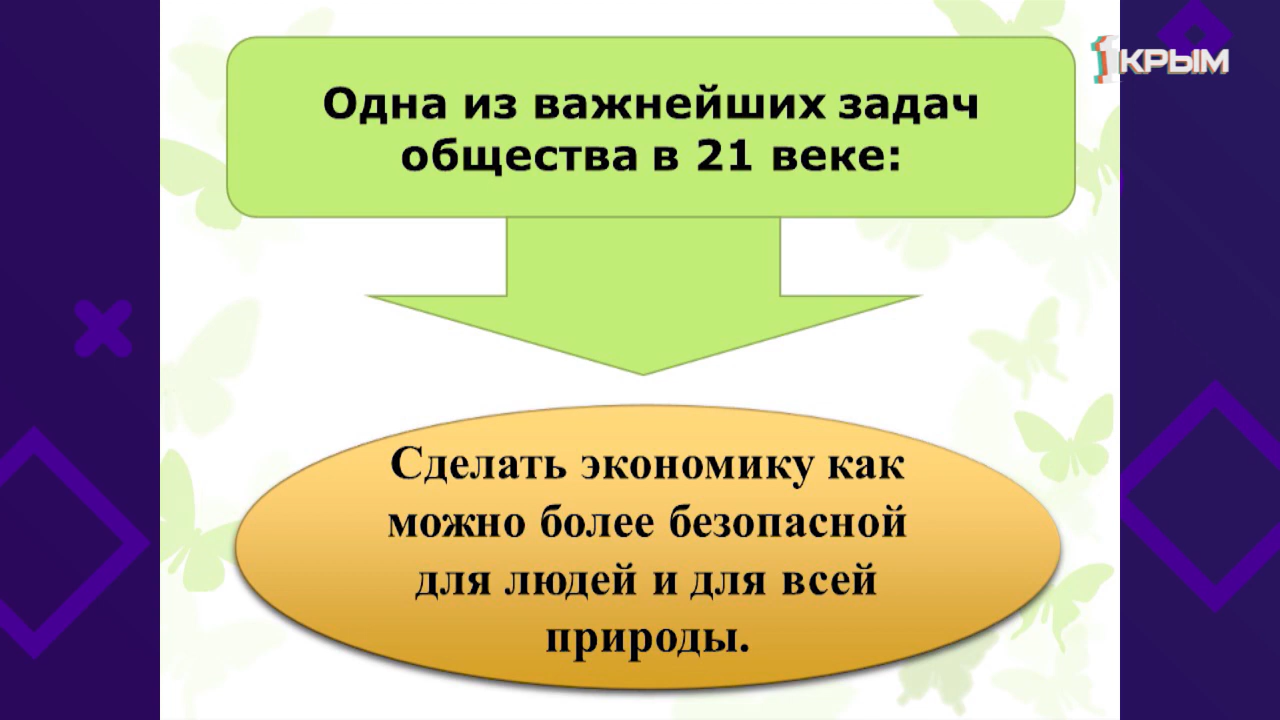 Одна из важнейших задач
общества в 21 веке:
1КРЫМ
Сделать экономику как
можно более безопасной
для людей и для всей
природы.